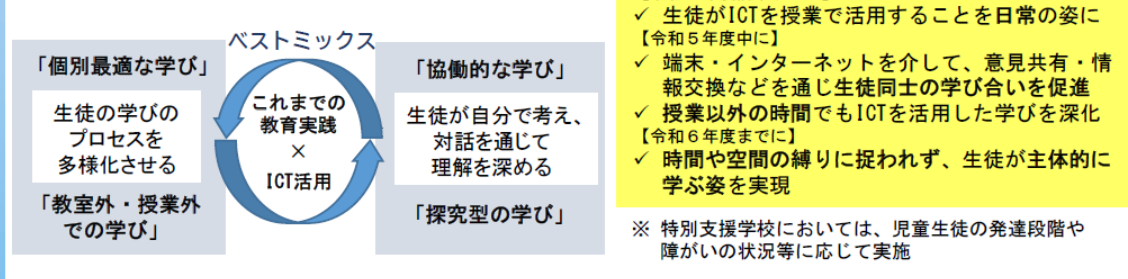 ベストミックス
「個別最適な学び」
生徒の学びの
プロセスを
多様化させる
「教室外・授業外
での学び」
これまでの
教育実践
×
ICT活用
「協働的な学び」
生徒が自分で考え、
対話を通じて
理解を深める
「探究型の学び」
✓ 生徒がICTを授業で活用することを日常の姿に
【令和５年度中に】
✓ 端末・インターネットを介して、意見共有・情
報交換などを通じ生徒同士の学び合いを促進
✓ 授業以外の時間でもICTを活用した学びを深化
【令和６年度までに】
✓ 時間や空間の縛りに捉われず、生徒が主体的に
学ぶ姿を実現
※ 特別支援学校においては、児童生徒の発達段階や
障がいの状況等に応じて実施